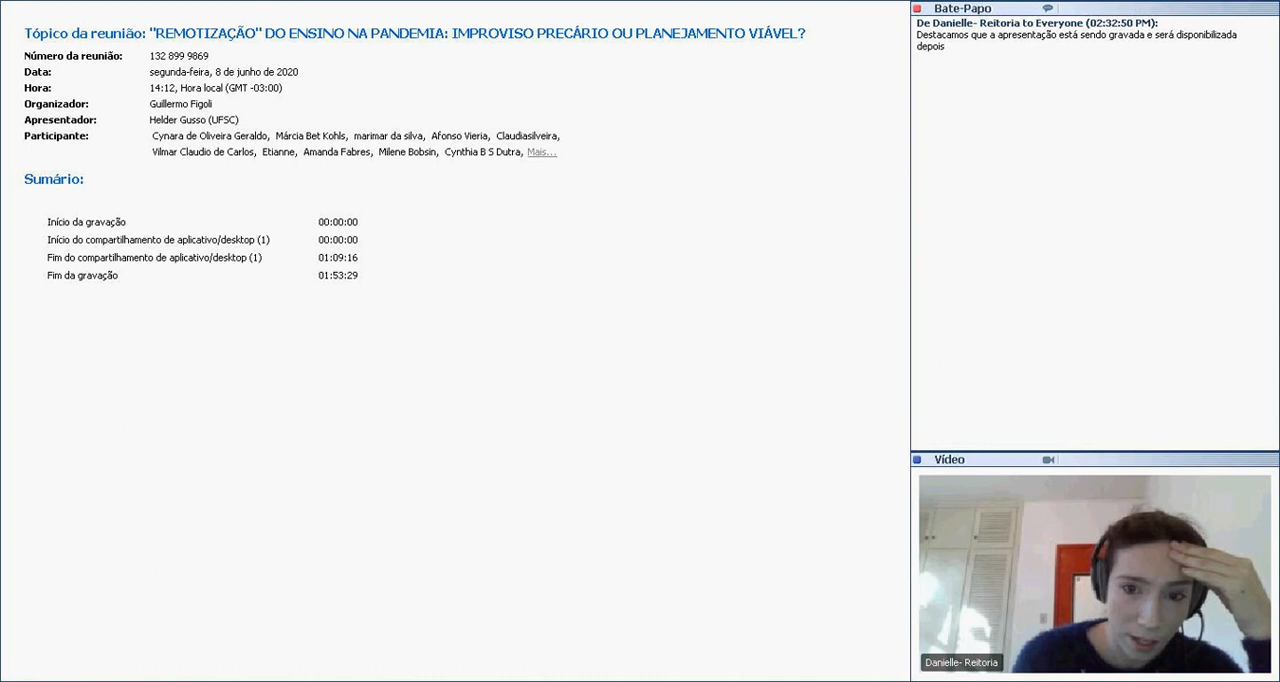 Tópico da reunião: "REMOTIZAÇÃO" DO ENSINO NA PANDEMIA: IMPROVISO PRECÁRIO OU PLANEJAMENTO VIÁVEL?
Número da reunião: 132 899 9869
Data: segunda-feira, 8 de junho de 2020
Hora: 14:12, Hora local (GMT -03:00)
Organizador: Guillermo Figoli
Apresentador: Helder Gusso (UFSC)
Participante: Cynara de Oliveira Geraldo, Márcia Bet Kohls, marimar da silva, Afonso Vieria, Claudiasilveira,
Vilmar Claudio de Carlos, Etianne, Amanda Fabres, Milene Bobsin, Cynthia B S Dutra, Mais...
Sumário:
Início da gravação 00:00:00
Início do compartilhamento de aplicativo/desktop (1) 00:00:00
Fim do compartilhamento de aplicativo/desktop (1) 01:09:16
Fim da gravação 01:53:29
Bate-Papo
De Danielle- Reitoria to Everyone (02:32:50 PM):
Destacamos que a apresentação está sendo gravada e será disponibilizada
depois
Vídeo
Danielle- Reitoria